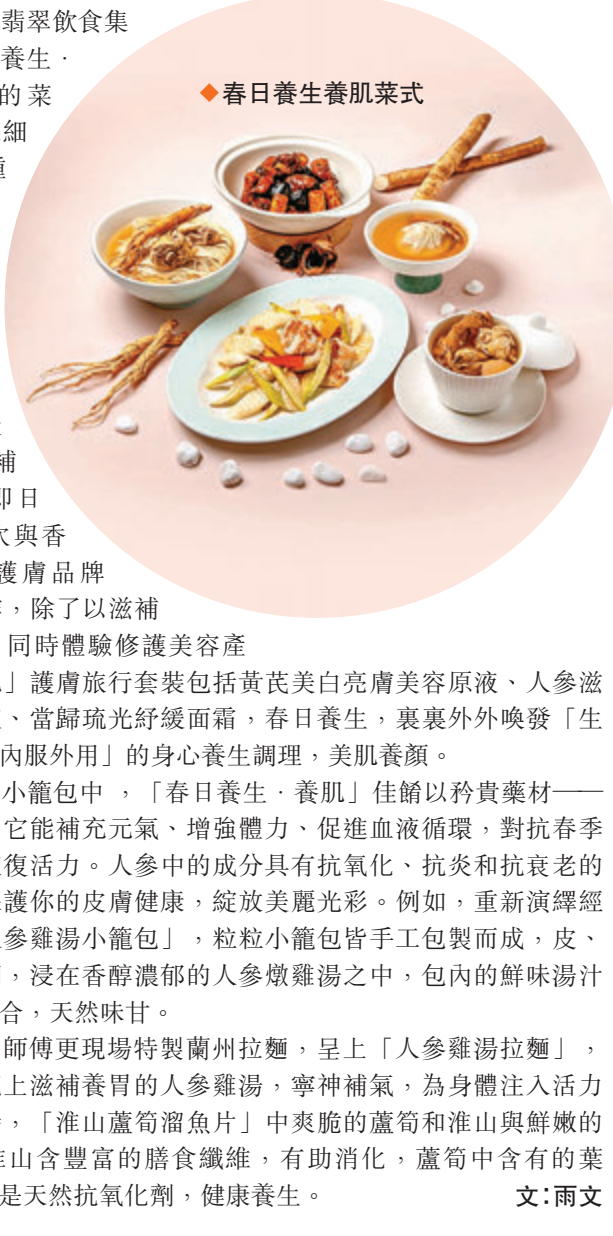 翡翠飲食集
養生．
的菜
◆春日養生養肌菜式
細
補
即日
與香
護膚品牌
，除了以滋補
同時體驗修護美容產
」護膚旅行套裝包括黃芪美白亮膚美容原液、人參滋
、當歸琉光紓緩面霜，春日養生，裏裏外外喚發「生
內服外用」的身心養生調理，美肌養顏。
小籠包中 ，「春日養生．養肌」佳餚以矜貴藥材——
它能補充元氣、增強體力、促進血液循環，對抗春季
復活力。人參中的成分具有抗氧化、抗炎和抗衰老的
護你的皮膚健康，綻放美麗光彩。例如，重新演繹經
參雞湯小籠包」，粒粒小籠包皆手工包製而成，皮、
，浸在香醇濃郁的人參燉雞湯之中，包內的鮮味湯汁
合，天然味甘。
師傅更現場特製蘭州拉麵，呈上「人參雞湯拉麵」，
上滋補養胃的人參雞湯，寧神補氣，為身體注入活力
，「淮山蘆筍溜魚片」中爽脆的蘆筍和淮山與鮮嫩的
山含豐富的膳食纖維，有助消化，蘆筍中含有的葉
是天然抗氧化劑，健康養生。 文：雨文